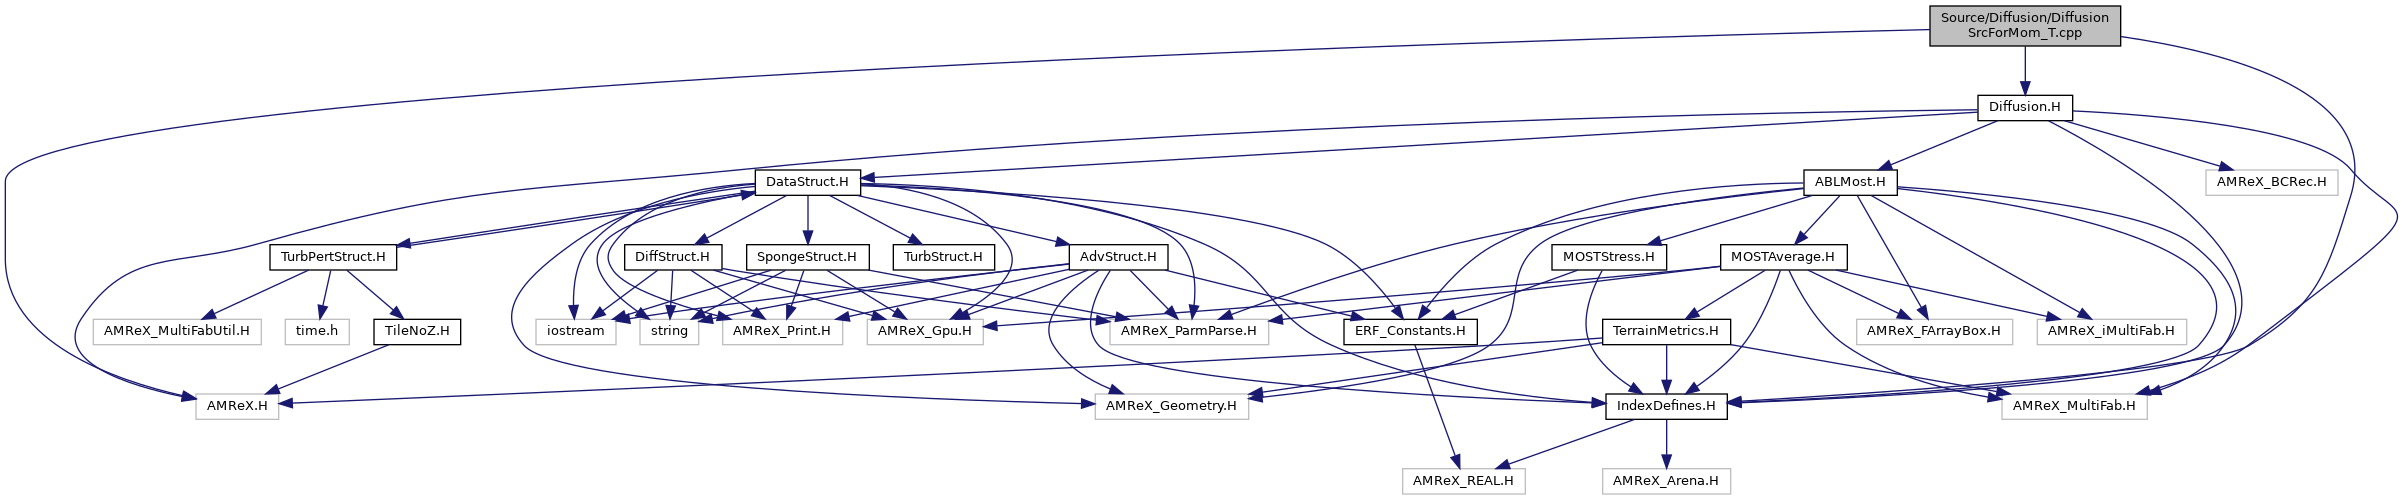 Source/Diffusion/Diffusion
SrcForMom_T.cpp
Diffusion.H
DataStruct.H
ABLMost.H
AMReX_BCRec.H
TurbPertStruct.H
DiffStruct.H
SpongeStruct.H
TurbStruct.H
AdvStruct.H
MOSTStress.H
MOSTAverage.H
AMReX_MultiFabUtil.H
time.h
TileNoZ.H
iostream
string
AMReX_Print.H
AMReX_Gpu.H
AMReX_ParmParse.H
ERF_Constants.H
TerrainMetrics.H
AMReX_FArrayBox.H
AMReX_iMultiFab.H
AMReX.H
AMReX_Geometry.H
IndexDefines.H
AMReX_MultiFab.H
AMReX_REAL.H
AMReX_Arena.H